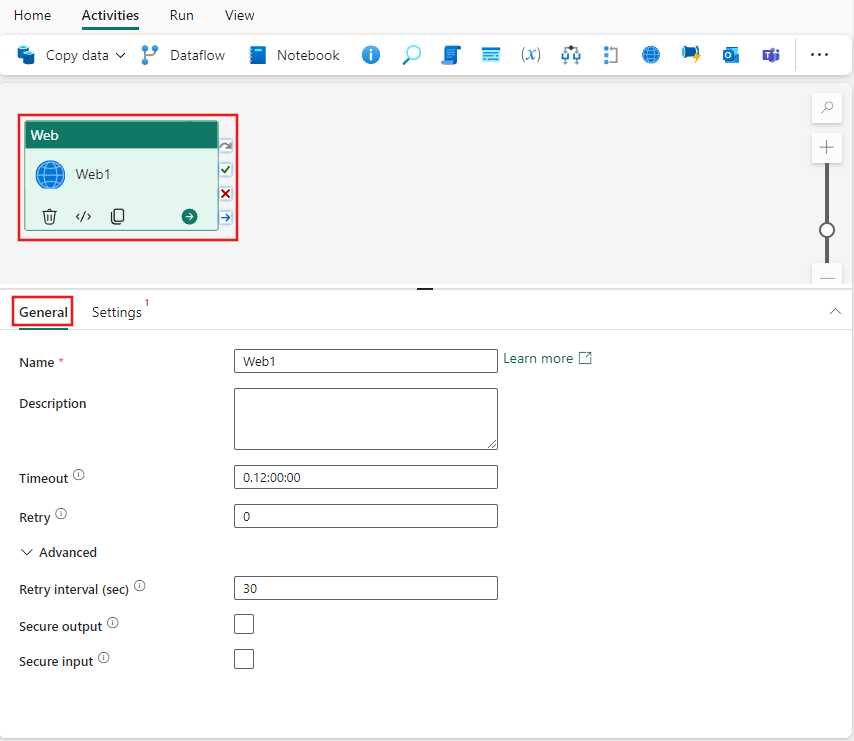 Home Activities Run View
Copy data Dataflow Notebook (x) ...
Web
Web1
</>
General Settings 1
Name * Web1 Learn more
Description
Timeout 0.12:00:00
Retry 0
Advanced
Retry interval (sec) 30
Secure output
Secure input